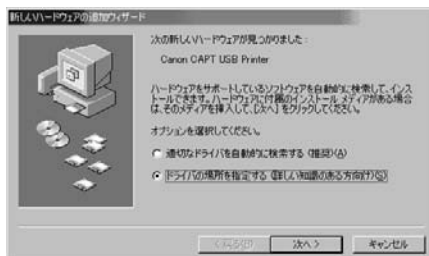 新しいハードウェアの追加ウィザード
次の新しいハードウェアが見つかりました：
Canon CAPT USB Printer
ハードウェアをサポートしているソフトウェアを自動的に検索して、インス
トールできます。ハードウェアに付属のインストール メディアがある場合
は、そのメディアを挿入して、[次へ] をクリックしてください。
オプションを選択してください。
適切なドライバを自動的に検索する (推奨)(A)
ドライバの場所を指定する (詳しい知識のある方向け)(S)
< 戻る(B)
次へ >
キャンセル